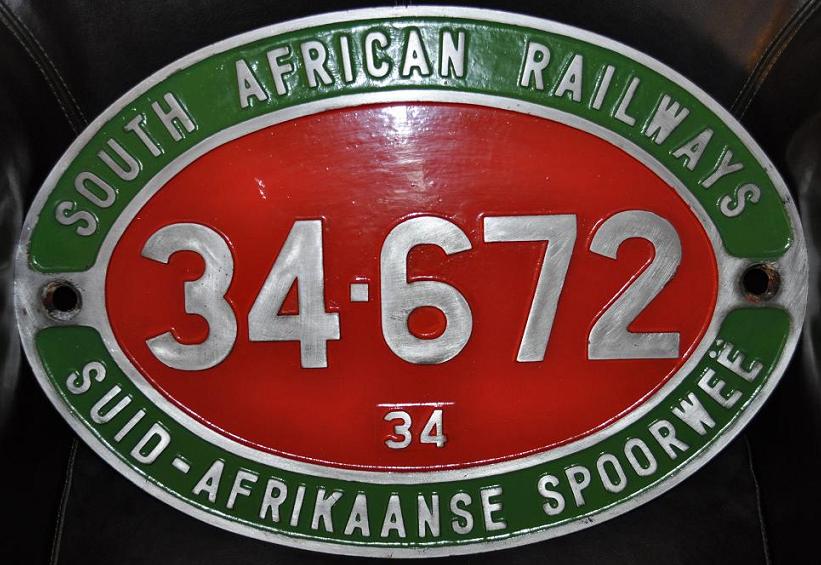 SOUTH AFRICAN RAILWAYS
34-672
34
SUID-AFRIKAANSE SPOORWEË